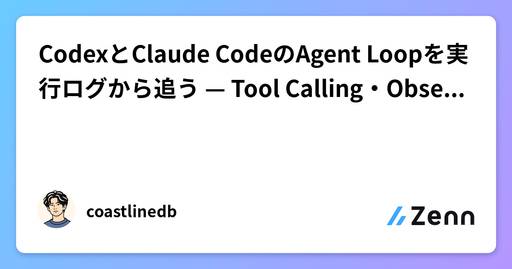 CodexとClaude CodeのAgent Loopを実
行ログから追う — Tool Calling・Obse...
coastlinedb
Zenn